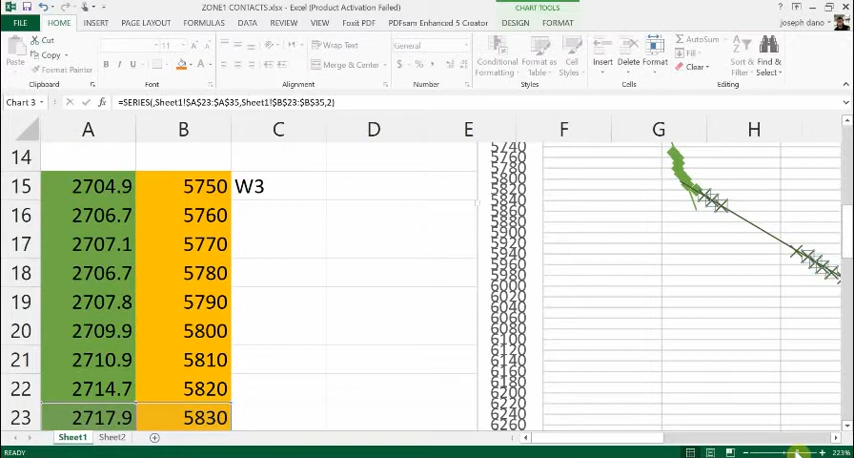 ZONE1 CONTACTS.xlsx - Excel (Product Activation Failed)
CHART TOOLS
FILE HOME INSERT PAGE LAYOUT FORMULAS DATA REVIEW VIEW Foxit PDF PDFsam Enhanced 5 Creator DESIGN FORMAT joseph dano
Cut
Copy
Format Painter
Paste
Clipboard
B I U
Font
Wrap Text
Merge & Center
Alignment
General
$ % ,
Number
Conditional Formatting
Format as Table
Cell Styles
Styles
Insert Delete Format
Cells
AutoSum
Fill
Clear
Sort & Filter
Find & Select
Editing
Chart 3 fx =SERIES(,Sheet1!$A$23:$A$35,Sheet1!$B$23:$B$35,2)
A B C D E F G H
14
15 2704.9 5750 W3
16 2706.7 5760
17 2707.1 5770
18 2706.7 5780
19 2707.8 5790
20 2709.9 5800
21 2710.9 5810
22 2714.7 5820
23 2717.9 5830
5740
5760
5780
5800
5820
5840
5860
5880
5900
5920
5940
5960
5980
6000
6020
6040
6060
6080
6100
6120
6140
6160
6180
6200
6220
6240
6260
Sheet1 Sheet2
READY 223%